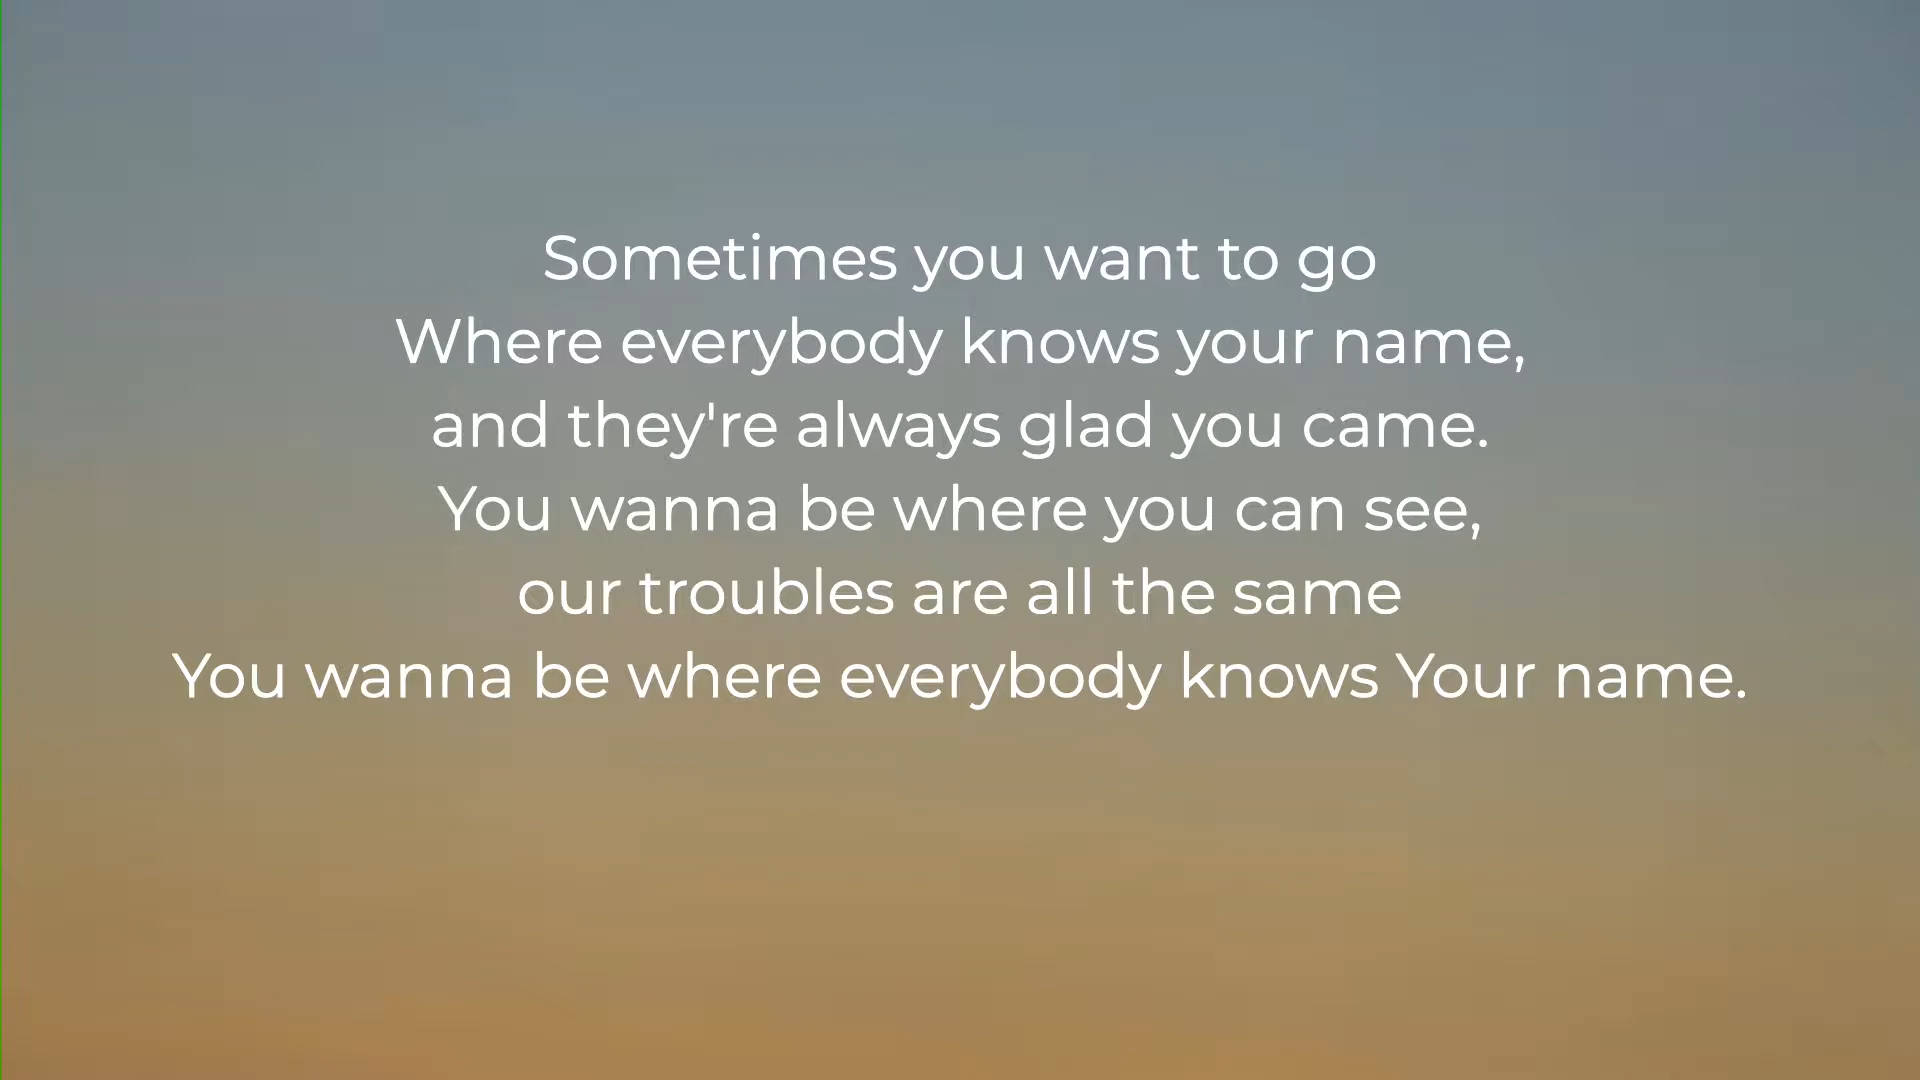 Sometimes you want to go
Where everybody knows your name,
and they're always glad you came.
You wanna be where you can see,
our troubles are all the same
You wanna be where everybody knows Your name.